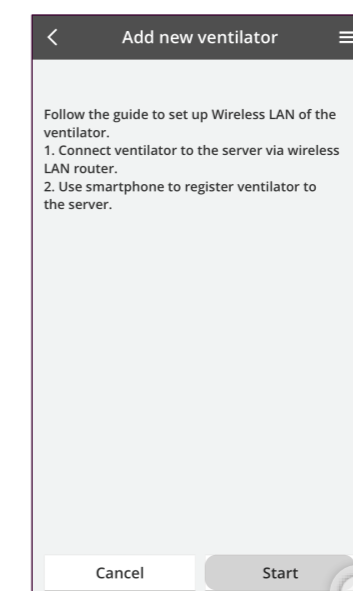 Add new ventilator
Follow the guide to set up Wireless LAN of the
ventilator.
1. Connect ventilator to the server via wireless
LAN router.
2. Use smartphone to register ventilator to
the server.
Cancel Start